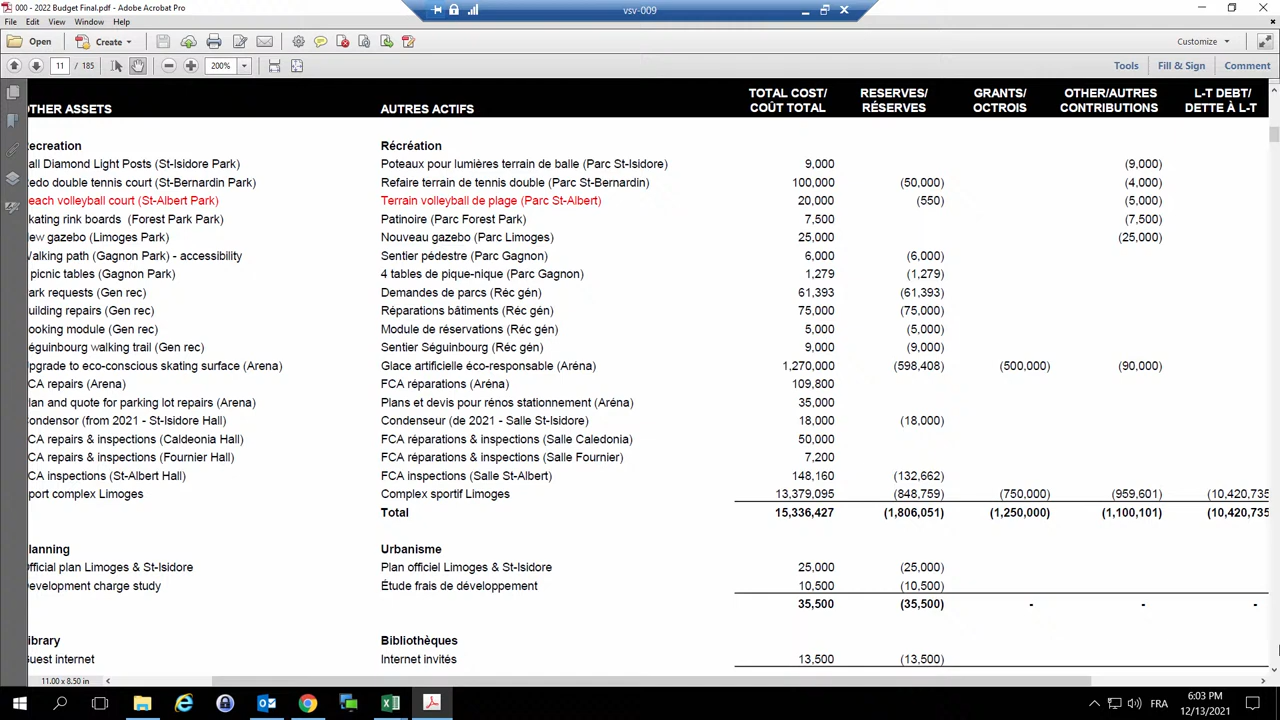 000 - 2022 Budget Final.pdf - Adobe Acrobat Pro
vsv-009
File Edit View Window Help
Open Create Customize
11 / 185 200% Tools Fill & Sign Comment
OTHER ASSETS AUTRES ACTIFS TOTAL COST/ COÛT TOTAL RESERVES/ RÉSERVES GRANTS/ OCTROIS OTHER/AUTRES CONTRIBUTIONS L-T DEBT/ DETTE À L-T
ecreation Récréation
all Diamond Light Posts (St-Isidore Park) Poteaux pour lumières terrain de balle (Parc St-Isidore) 9,000 (9,000)
edo double tennis court (St-Bernardin Park) Refaire terrain de tennis double (Parc St-Bernardin) 100,000 (50,000) (4,000)
each volleyball court (St-Albert Park) Terrain volleyball de plage (Parc St-Albert) 20,000 (550) (5,000)
kating rink boards (Forest Park Park) Patinoire (Parc Forest Park) 7,500 (7,500)
ew gazebo (Limoges Park) Nouveau gazebo (Parc Limoges) 25,000 (25,000)
Walking path (Gagnon Park) - accessibility Sentier pédestre (Parc Gagnon) 6,000 (6,000)
picnic tables (Gagnon Park) 4 tables de pique-nique (Parc Gagnon) 1,279 (1,279)
ark requests (Gen rec) Demandes de parcs (Réc gén) 61,393 (61,393)
uilding repairs (Gen rec) Réparations bâtiments (Réc gén) 75,000 (75,000)
ooking module (Gen rec) Module de réservations (Réc gén) 5,000 (5,000)
éguinbourg walking trail (Gen rec) Sentier Séguinbourg (Réc gén) 9,000 (9,000)
pgrade to eco-conscious skating surface (Arena) Glace artificielle éco-responsable (Aréna) 1,270,000 (598,408) (500,000) (90,000)
CA repairs (Arena) FCA réparations (Aréna) 109,800
lan and quote for parking lot repairs (Arena) Plans et devis pour rénos stationnement (Aréna) 35,000
ondensor (from 2021 - St-Isidore Hall) Condenseur (de 2021 - Salle St-Isidore) 18,000 (18,000)
CA repairs & inspections (Caldeonia Hall) FCA réparations & inspections (Salle Caledonia) 50,000
CA repairs & inspections (Fournier Hall) FCA réparations & inspections (Salle Fournier) 7,200
CA inspections (St-Albert Hall) FCA inspections (Salle St-Albert) 148,160 (132,662)
port complex Limoges Complex sportif Limoges 13,379,095 (848,759) (750,000) (959,601) (10,420,735
Total 15,336,427 (1,806,051) (1,250,000) (1,100,101) (10,420,735
lanning Urbanisme
fficial plan Limoges & St-Isidore Plan officiel Limoges & St-Isidore 25,000 (25,000)
evelopment charge study Étude frais de développement 10,500 (10,500)
35,500 (35,500) - - -
ibrary Bibliothèques
uest internet Internet invités 13,500 (13,500)
11.00 x 8.50 in
FRA 6:03 PM
12/13/2021